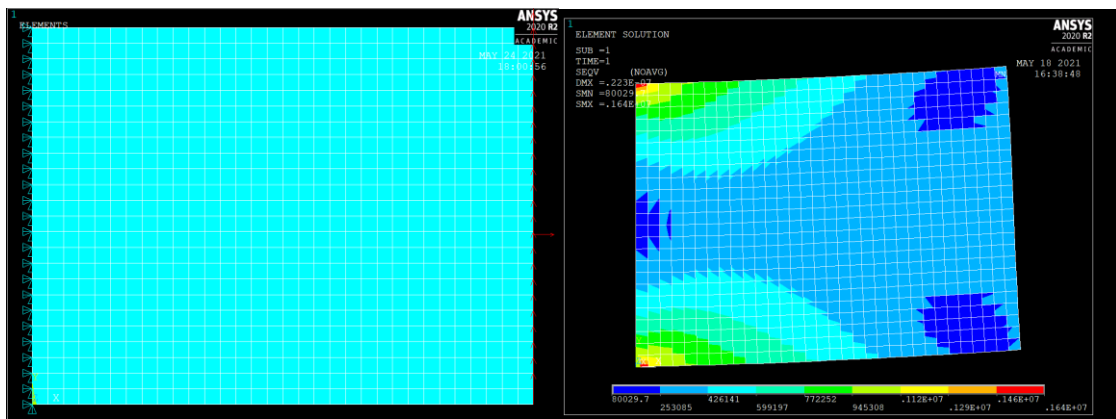 1
ELEMENTS
ANSYS
2020 R2
ACADEMIC
MAY 24 2021
18:00:56
X
1
ELEMENT SOLUTION
SUB =1
TIME=1
SEQV (NOAVG)
DMX =.223E-07
SMN =80029
SMX =.164E
ANSYS
2020 R2
ACADEMIC
MAY 18 2021
16:38:48
80029.7 426141 772252 .112E+07 .146E+07
253085 599197 945308 .129E+07 .164E+07